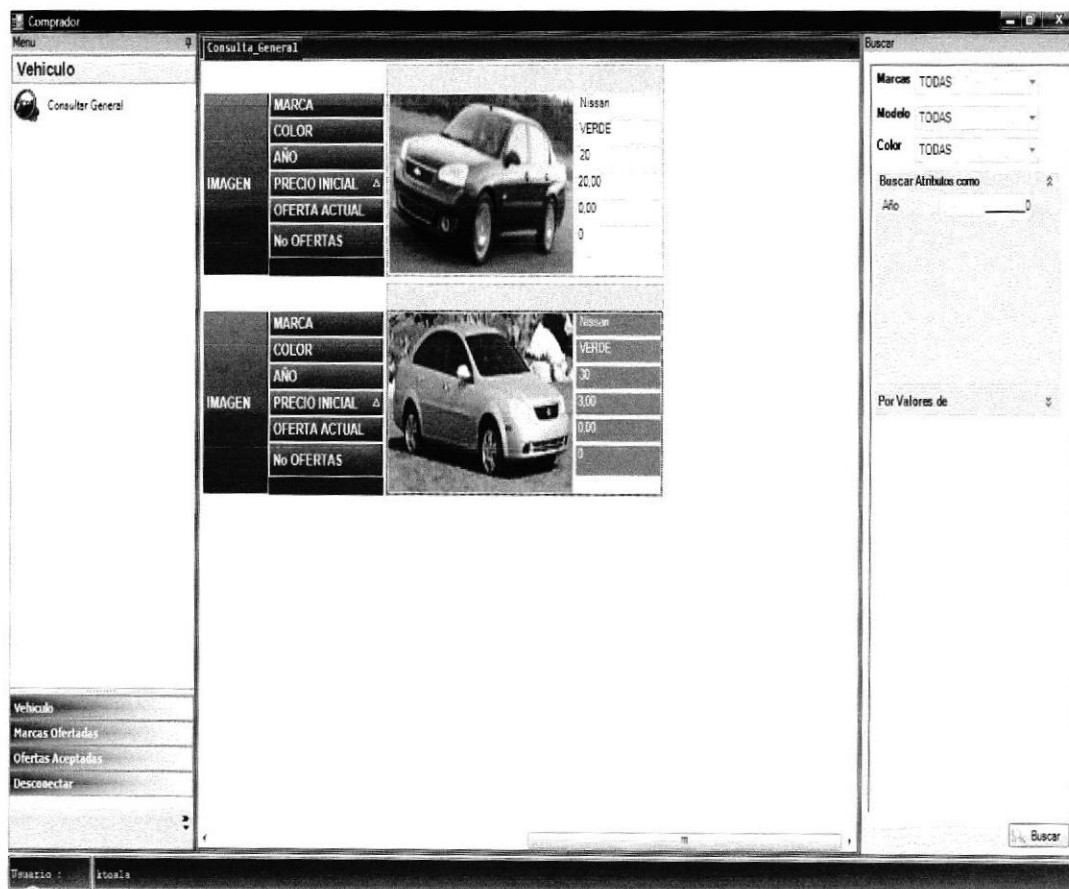 Comprador
Menu
Vehiculo
Consultar General
Vehiculo
Marcas Ofertadas
Ofertas Aceptadas
Desconectar
Consulta_General
IMAGEN
MARCA
COLOR
AÑO
PRECIO INICIAL
OFERTA ACTUAL
No OFERTAS
Nissan
VERDE
20
20,00
0,00
0
IMAGEN
MARCA
COLOR
AÑO
PRECIO INICIAL
OFERTA ACTUAL
No OFERTAS
Nissan
VERDE
30
3,00
0,00
0
Buscar
Marcas TODAS
Modelo TODAS
Color TODAS
Buscar Atributos como
Año ______0
Por Valores de
Buscar
Usuario : ktoala